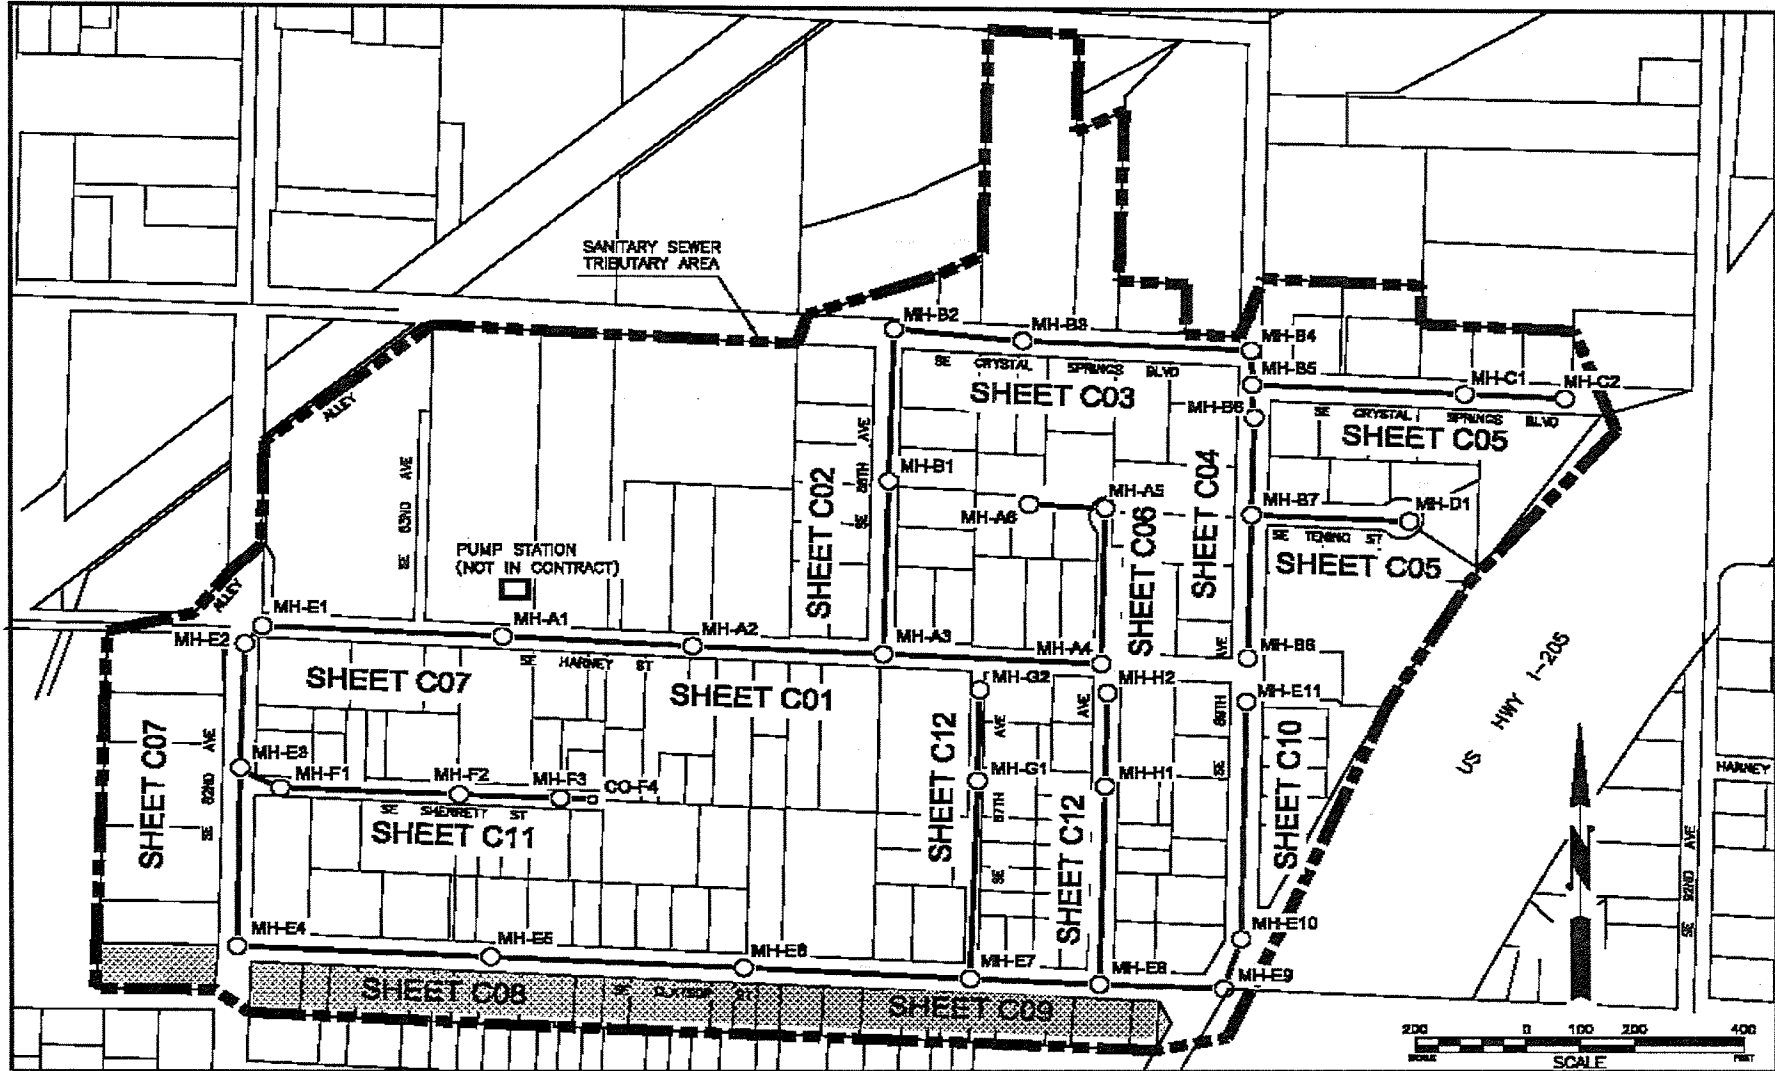 SANITARY SEWER
TRIBUTARY AREA
MH-B2
MH-B3
MH-B4
SE CRYSTAL SPRINGS BLVD
SHEET C03
MH-B5
MH-C1
MH-C2
MH-B6
SE CRYSTAL SPRINGS BLVD
SHEET C05
ALLEY
SE 83ND AVE
SHEET C02
SE 86TH AVE
MH-B1
MH-A6
MH-A5
SHEET C06
SHEET C04
MH-B7
MH-D1
SE TENINO ST
SHEET C05
PUMP STATION
(NOT IN CONTRACT)
ALLEY
MH-E1
MH-E2
MH-A1
MH-A2
MH-A3
MH-A4
MH-B8
SE HARNEY ST
SHEET C07
SHEET C01
MH-G2
MH-H2
MH-E11
SE 89TH AVE
US HWY I-205
SHEET C07
SE 82ND AVE
MH-E3
MH-F1
MH-F2
MH-F3
CO-F4
SE SHERRETT ST
SHEET C11
SHEET C12
MH-G1
SE 87TH AVE
AVE
MH-H1
SHEET C12
SHEET C10
HARNEY
SE 92ND AVE
MH-E4
MH-E5
MH-E6
MH-E7
MH-E8
MH-E9
MH-E10
SHEET C08
SE CLATSOP ST
SHEET C09
N
200 0 100 200 400
SCALE FEET
SCALE